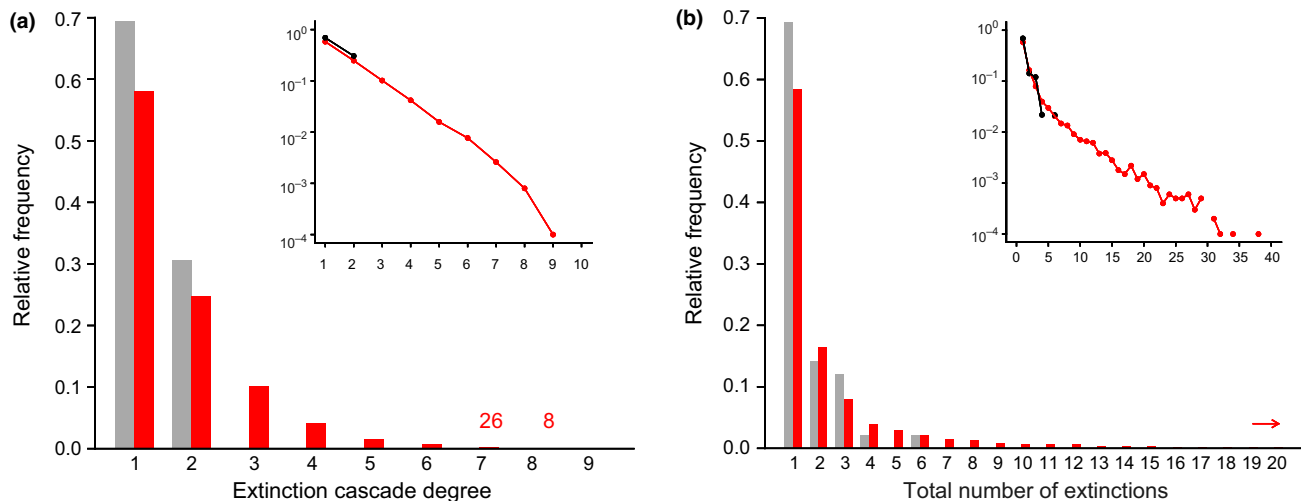 (a)
Relative frequency
0.7
0.6
0.5
0.4
0.3
0.2
0.1
0.0
10⁰
10⁻¹
10⁻²
10⁻³
10⁻⁴
1 2 3 4 5 6 7 8 9 10
26 8
1 2 3 4 5 6 7 8 9
Extinction cascade degree
(b)
Relative frequency
0.7
0.6
0.5
0.4
0.3
0.2
0.1
0.0
10⁰
10⁻¹
10⁻²
10⁻³
10⁻⁴
0 5 10 15 20 25 30 35 40
1 2 3 4 5 6 7 8 9 10 11 12 13 14 15 16 17 18 19 20
Total number of extinctions